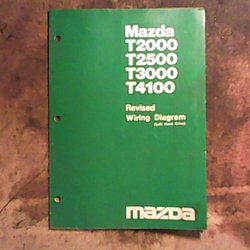 Mazda
T2000
T2500
T3000
T4100
Revised
Wiring Diagram
(Left Hand Drive)
mazda